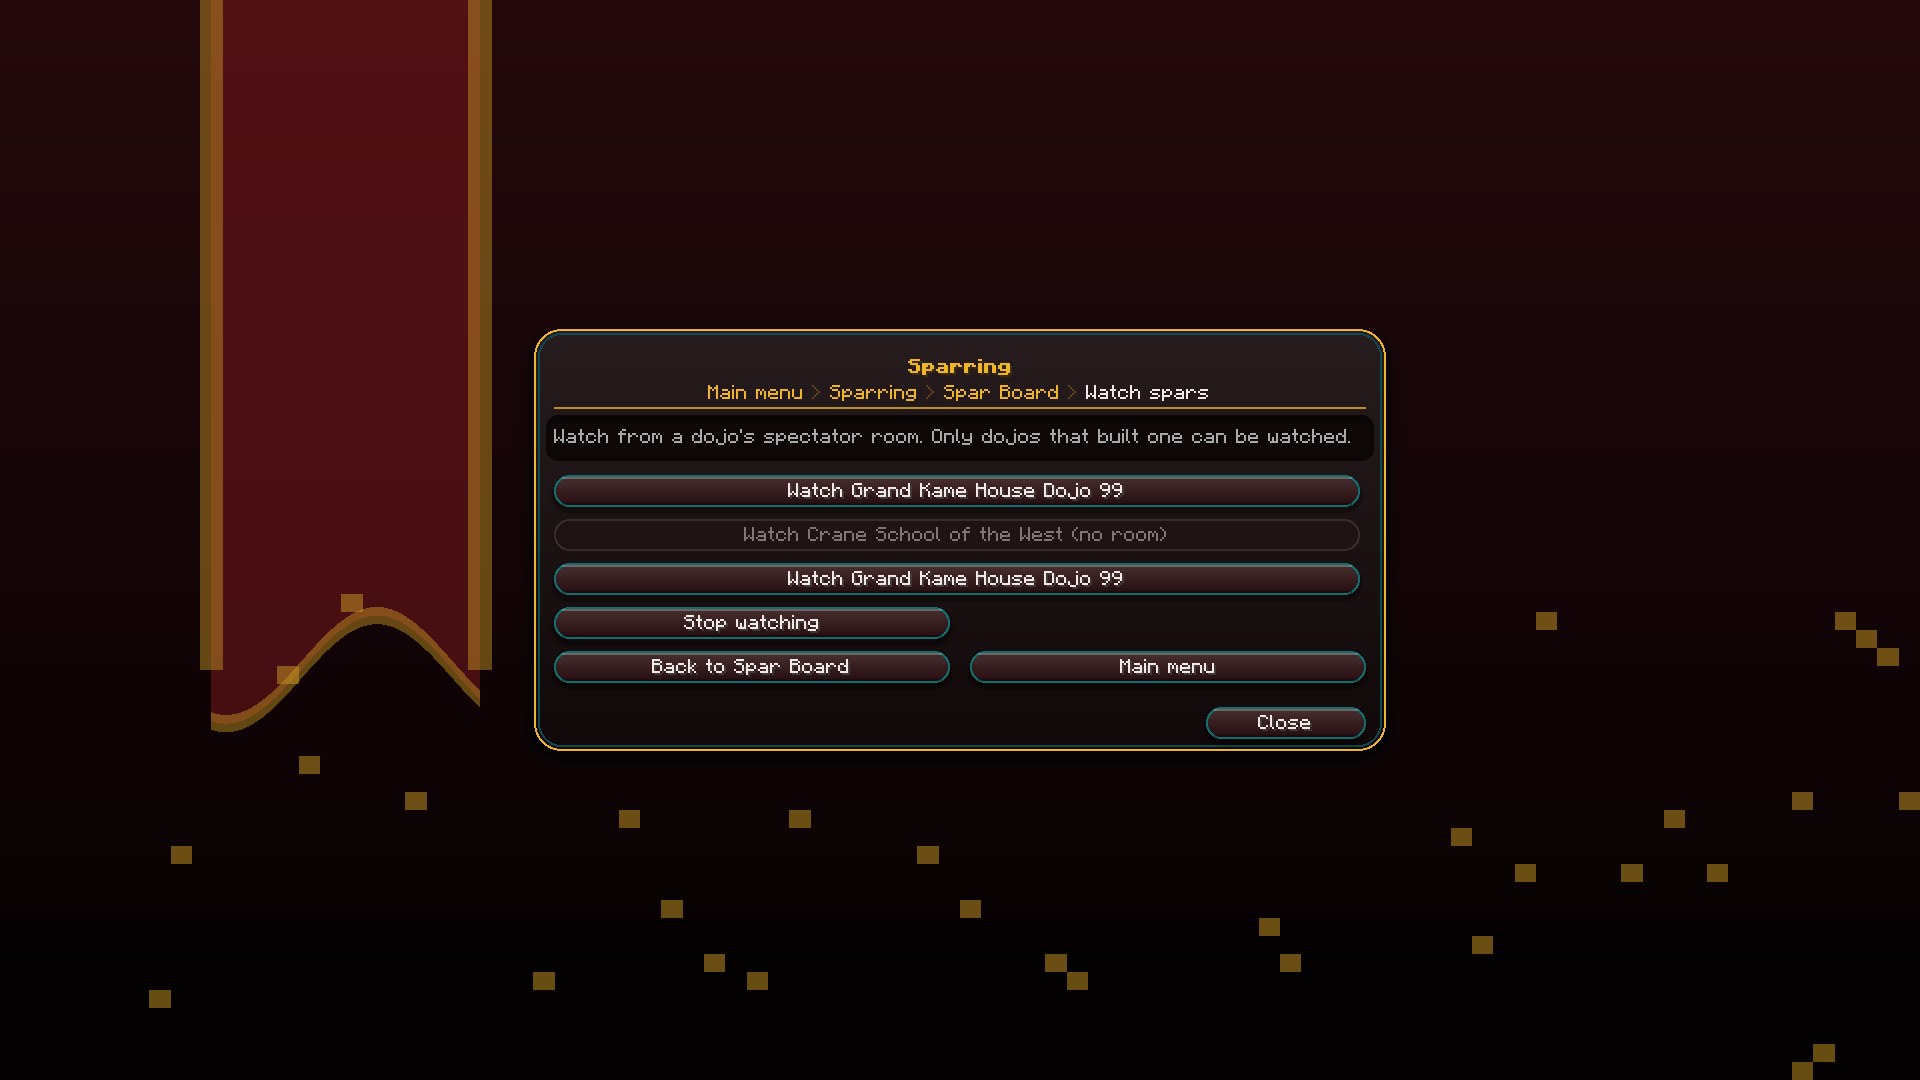 Sparring
Main menu > Sparring > Spar Board > Watch spars
Watch from a dojo's spectator room. Only dojos that built one can be watched.
Watch Grand Kame House Dojo 99
Watch Crane School of the West (no room)
Watch Grand Kame House Dojo 99
Stop watching
Back to Spar Board
Main menu
Close